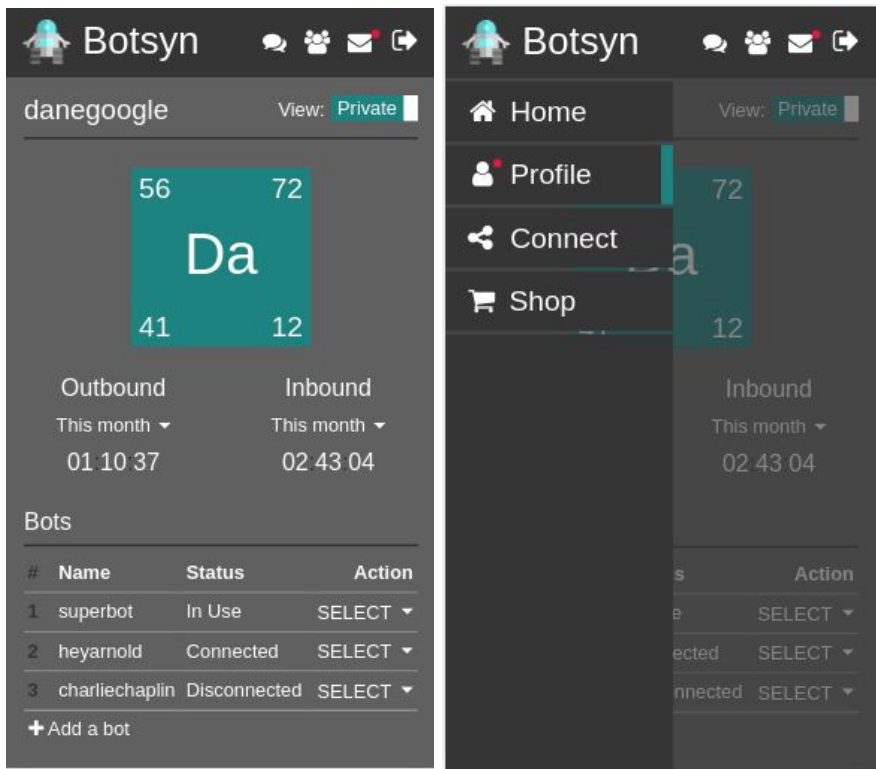 Botsyn
danegoogle View: Private
56 72
Da
41 12
Outbound Inbound
This month This month
01:10:37 02:43:04
Bots
# Name Status Action
1 superbot In Use SELECT
2 heyarnold Connected SELECT
3 charliechaplin Disconnected SELECT
Add a bot
Botsyn
Home
View: Private
Profile
72
Connect
a
Shop
12
Inbound
This month
02:43:04
s Action
e SELECT
ected SELECT
nnected SELECT